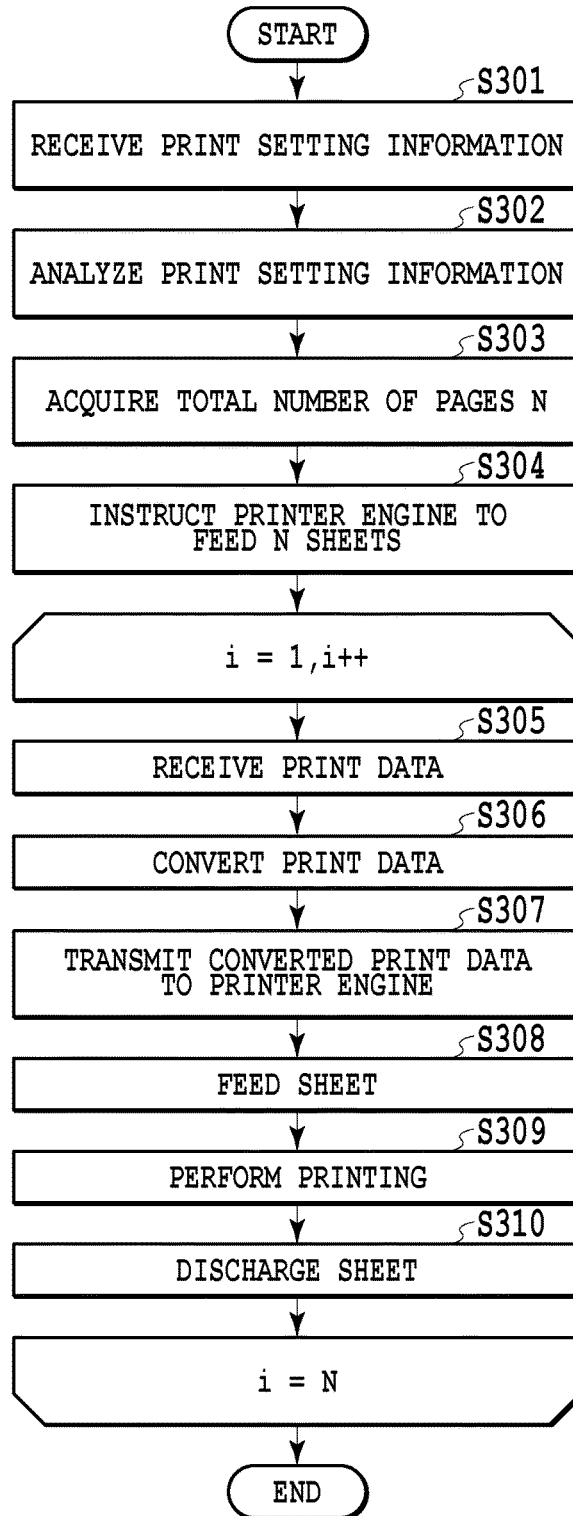 START
S301
RECEIVE PRINT SETTING INFORMATION
S302
ANALYZE PRINT SETTING INFORMATION
S303
ACQUIRE TOTAL NUMBER OF PAGES N
S304
INSTRUCT PRINTER ENGINE TO
FEED N SHEETS
i = 1,i++
S305
RECEIVE PRINT DATA
S306
CONVERT PRINT DATA
S307
TRANSMIT CONVERTED PRINT DATA
TO PRINTER ENGINE
S308
FEED SHEET
S309
PERFORM PRINTING
S310
DISCHARGE SHEET
i = N
END